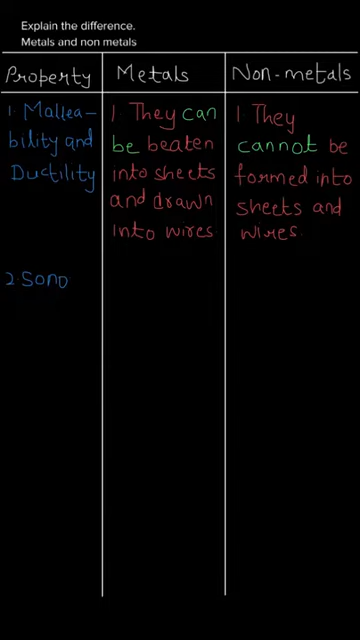 Explain the difference.
Metals and non metals
Property Metals Non-metals
1. Mallea-
bility and
Ductility
1. They can
be beaten
into sheets
and drawn
into wires.
1. They
cannot be
formed into
sheets and
wires.
2. Sono